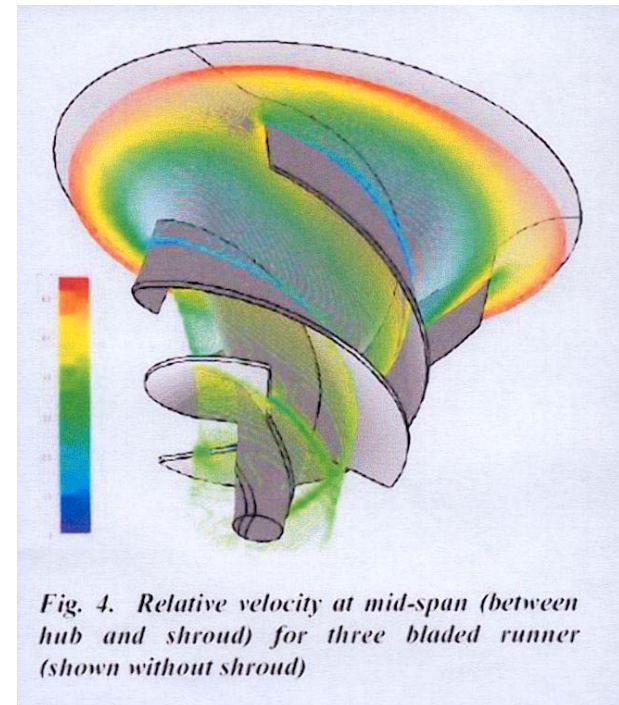 Fig. 4. Relative velocity at mid-span (between
hub and shroud) for three bladed runner
(shown without shroud)